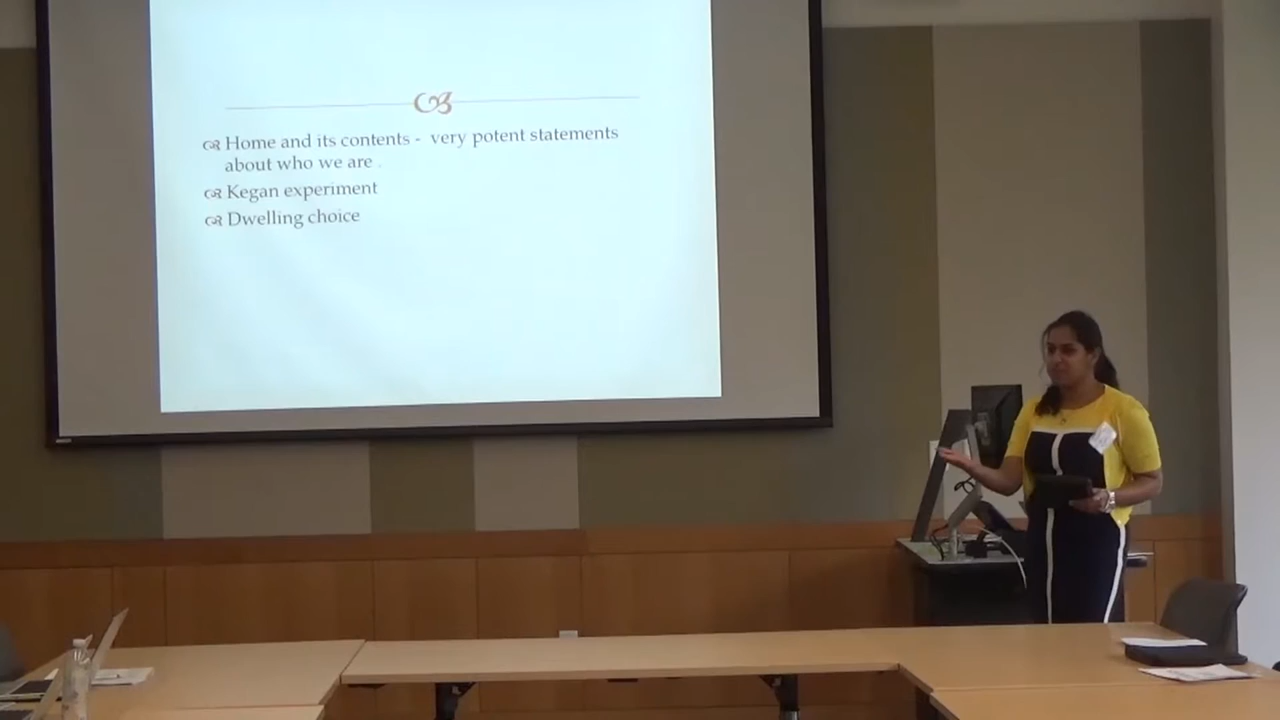 Home and its contents - very potent statements
about who we are .
Kegan experiment
Dwelling choice